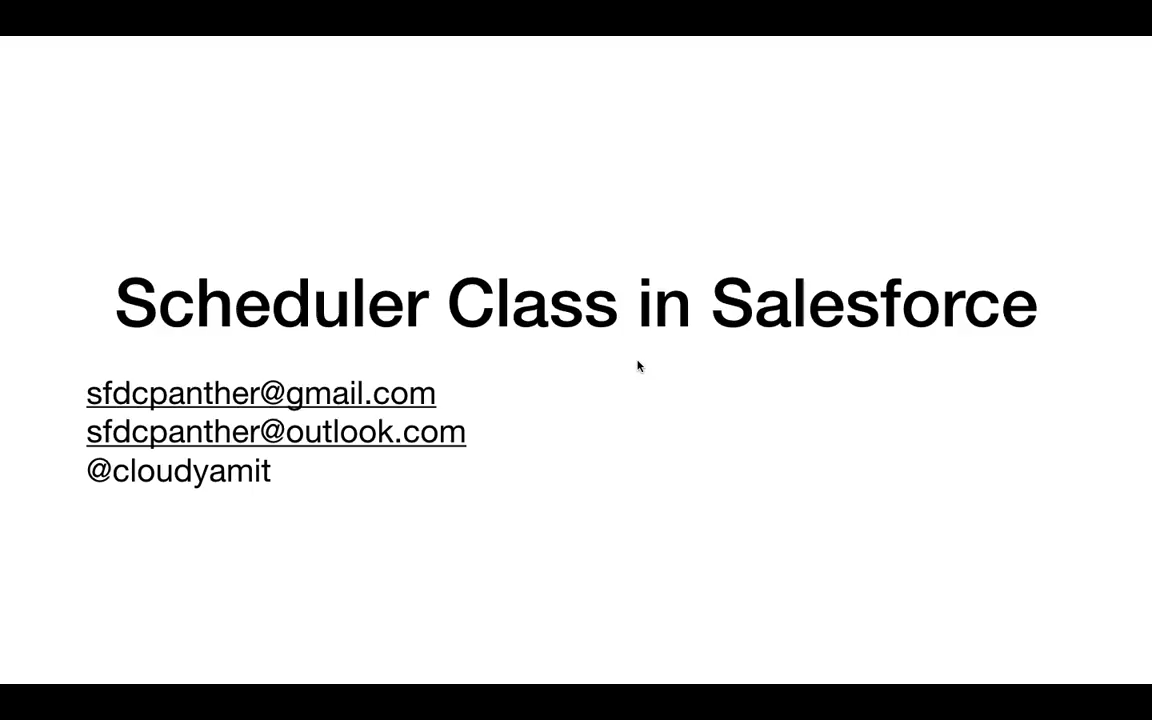 Scheduler Class in Salesforce
sfdcpanther@gmail.com
sfdcpanther@outlook.com
@cloudyamit